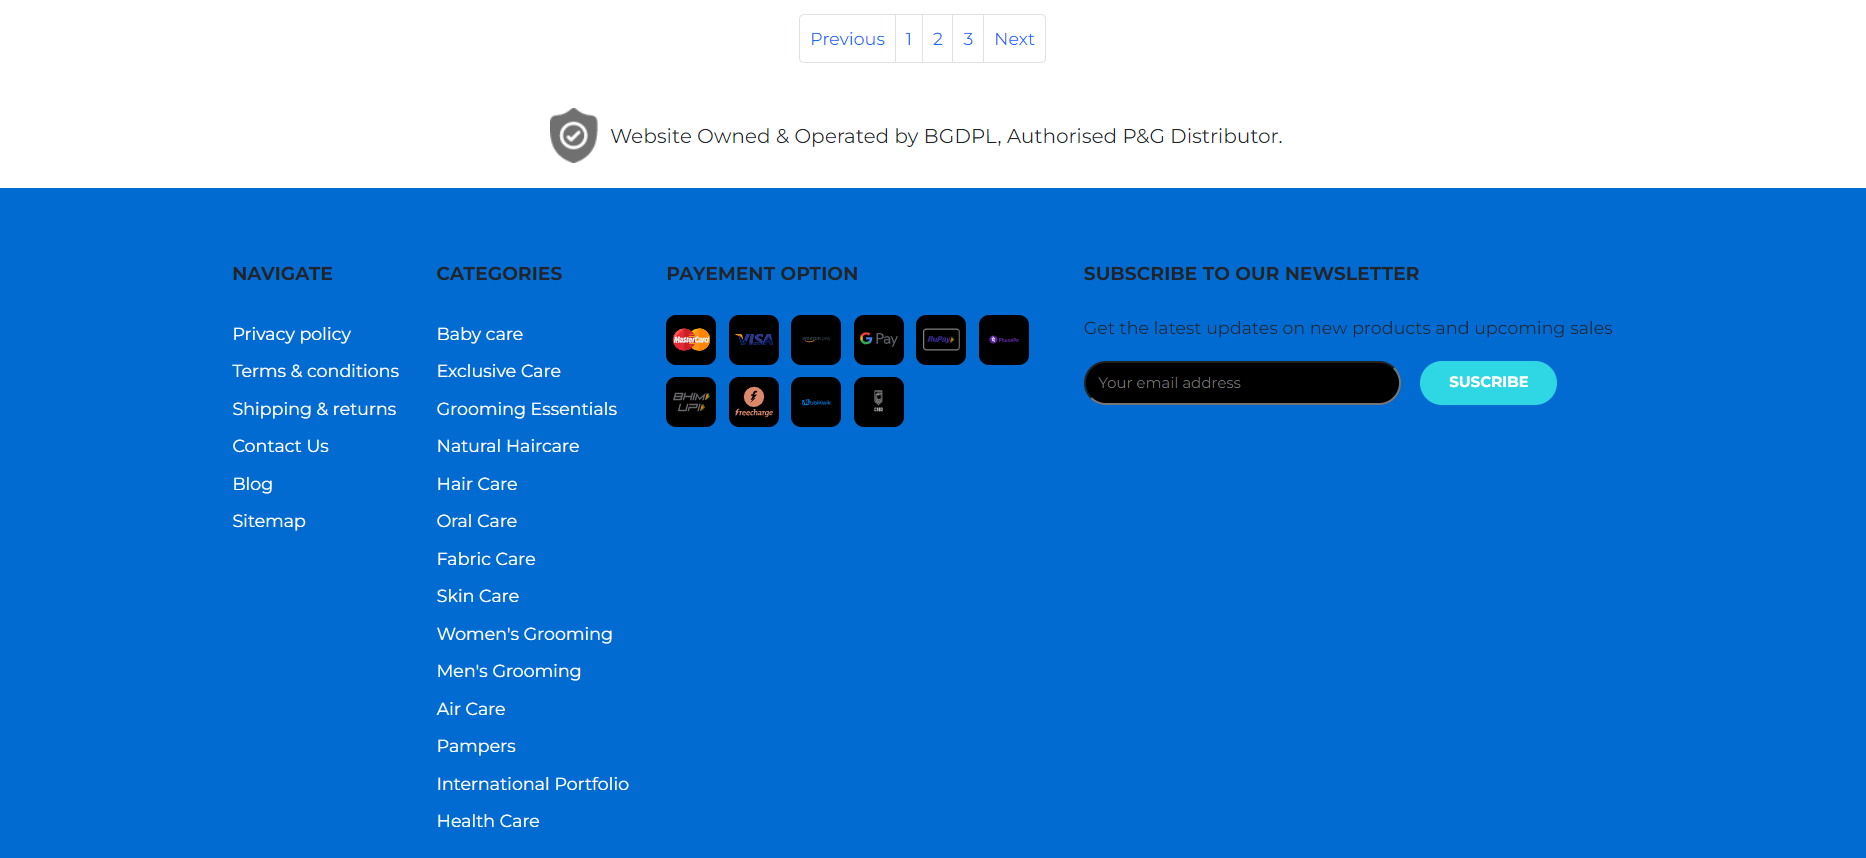 Previous 1 2 3 Next
Website Owned & Operated by BGDPL, Authorised P&G Distributor.
NAVIGATE
Privacy policy
Terms & conditions
Shipping & returns
Contact Us
Blog
Sitemap
CATEGORIES
Baby care
Exclusive Care
Grooming Essentials
Natural Haircare
Hair Care
Oral Care
Fabric Care
Skin Care
Women's Grooming
Men's Grooming
Air Care
Pampers
International Portfolio
Health Care
PAYEMENT OPTION
MasterCard
VISA
amazon pay
G Pay
RuPay
PhonePe
BHIM
UPI
freecharge
MobiKwik
SUBSCRIBE TO OUR NEWSLETTER
Get the latest updates on new products and upcoming sales
Your email address
SUSCRIBE